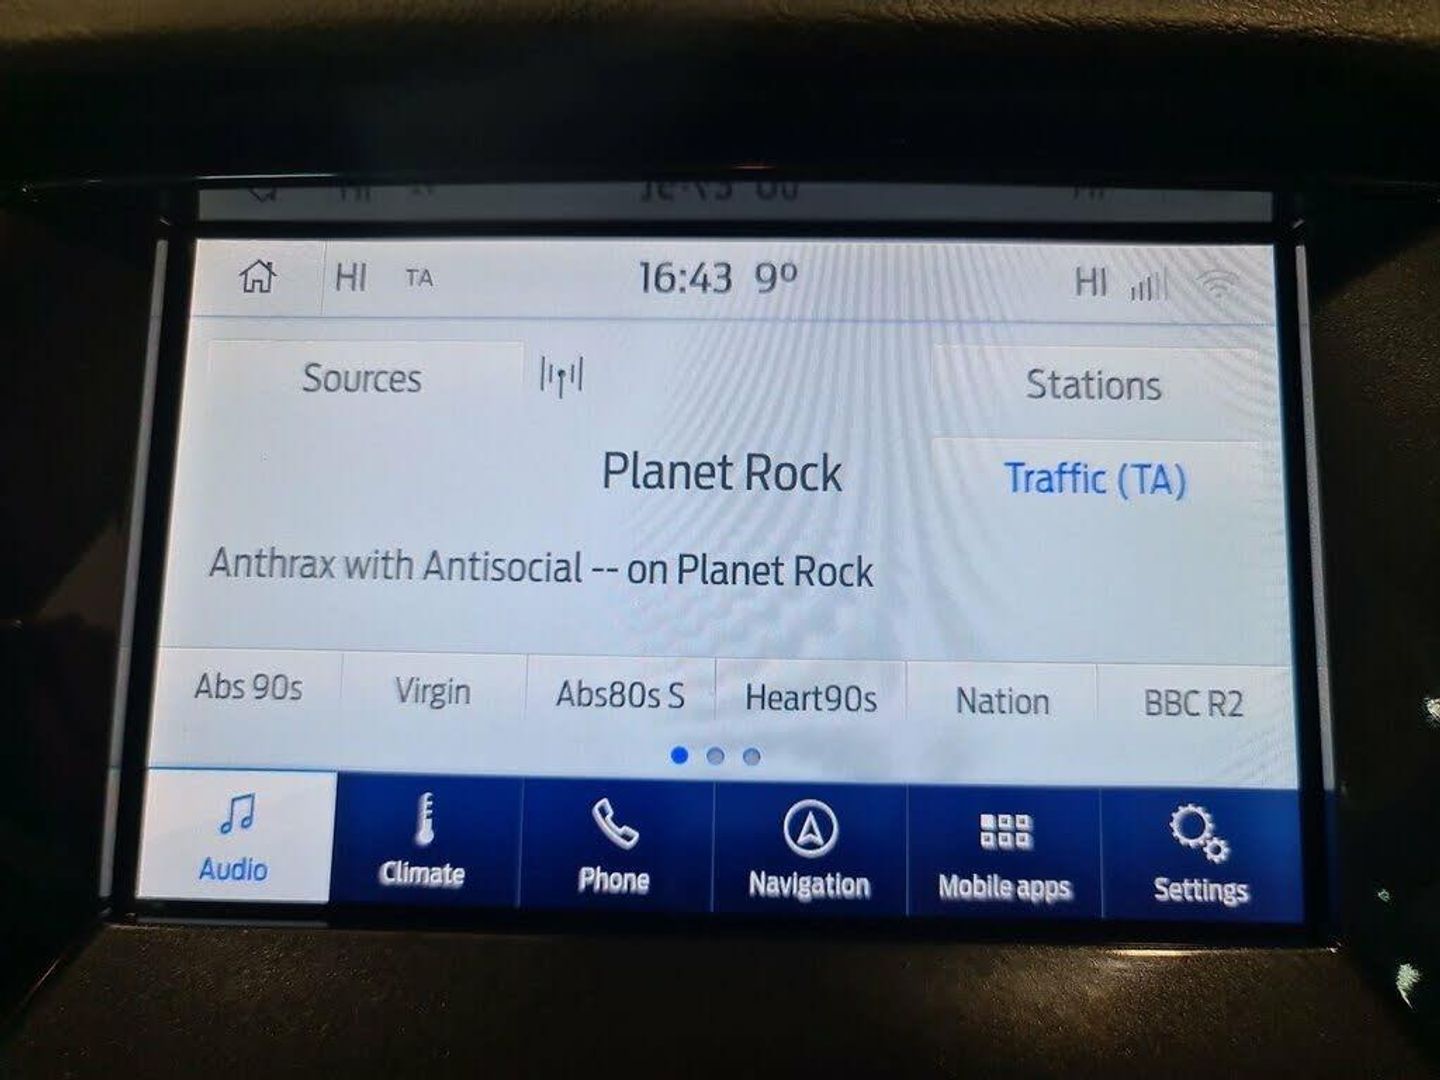 HI TA 16:43 9º HI
Sources Stations
Planet Rock Traffic (TA)
Anthrax with Antisocial -- on Planet Rock
Abs 90s Virgin Abs80s S Heart90s Nation BBC R2
Audio Climate Phone Navigation Mobile apps Settings